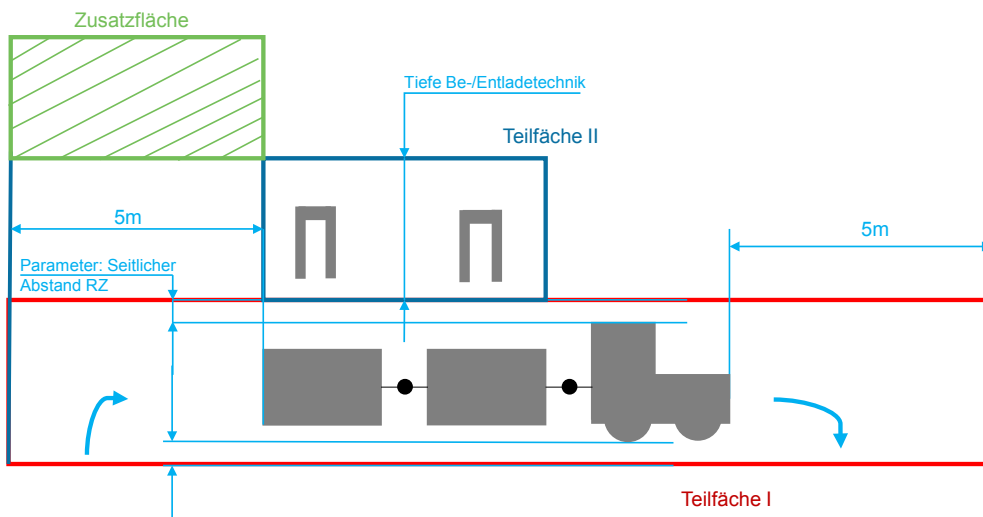 Zusatzfläche
Tiefe Be-/Entladetechnik
Teilfäche II
5m
5m
Parameter: Seitlicher
Abstand RZ
Teilfäche I